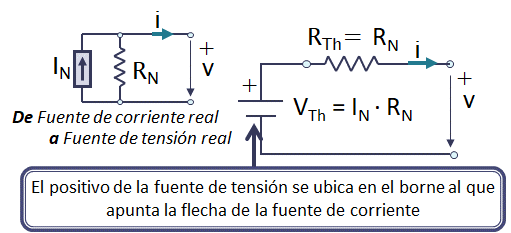 i
+
I_N
R_N
v
De Fuente de corriente real
a Fuente de tensión real
R_Th = R_N
i
+
+
V_Th = I_N · R_N
v
El positivo de la fuente de tensión se ubica en el borne al que
apunta la flecha de la fuente de corriente